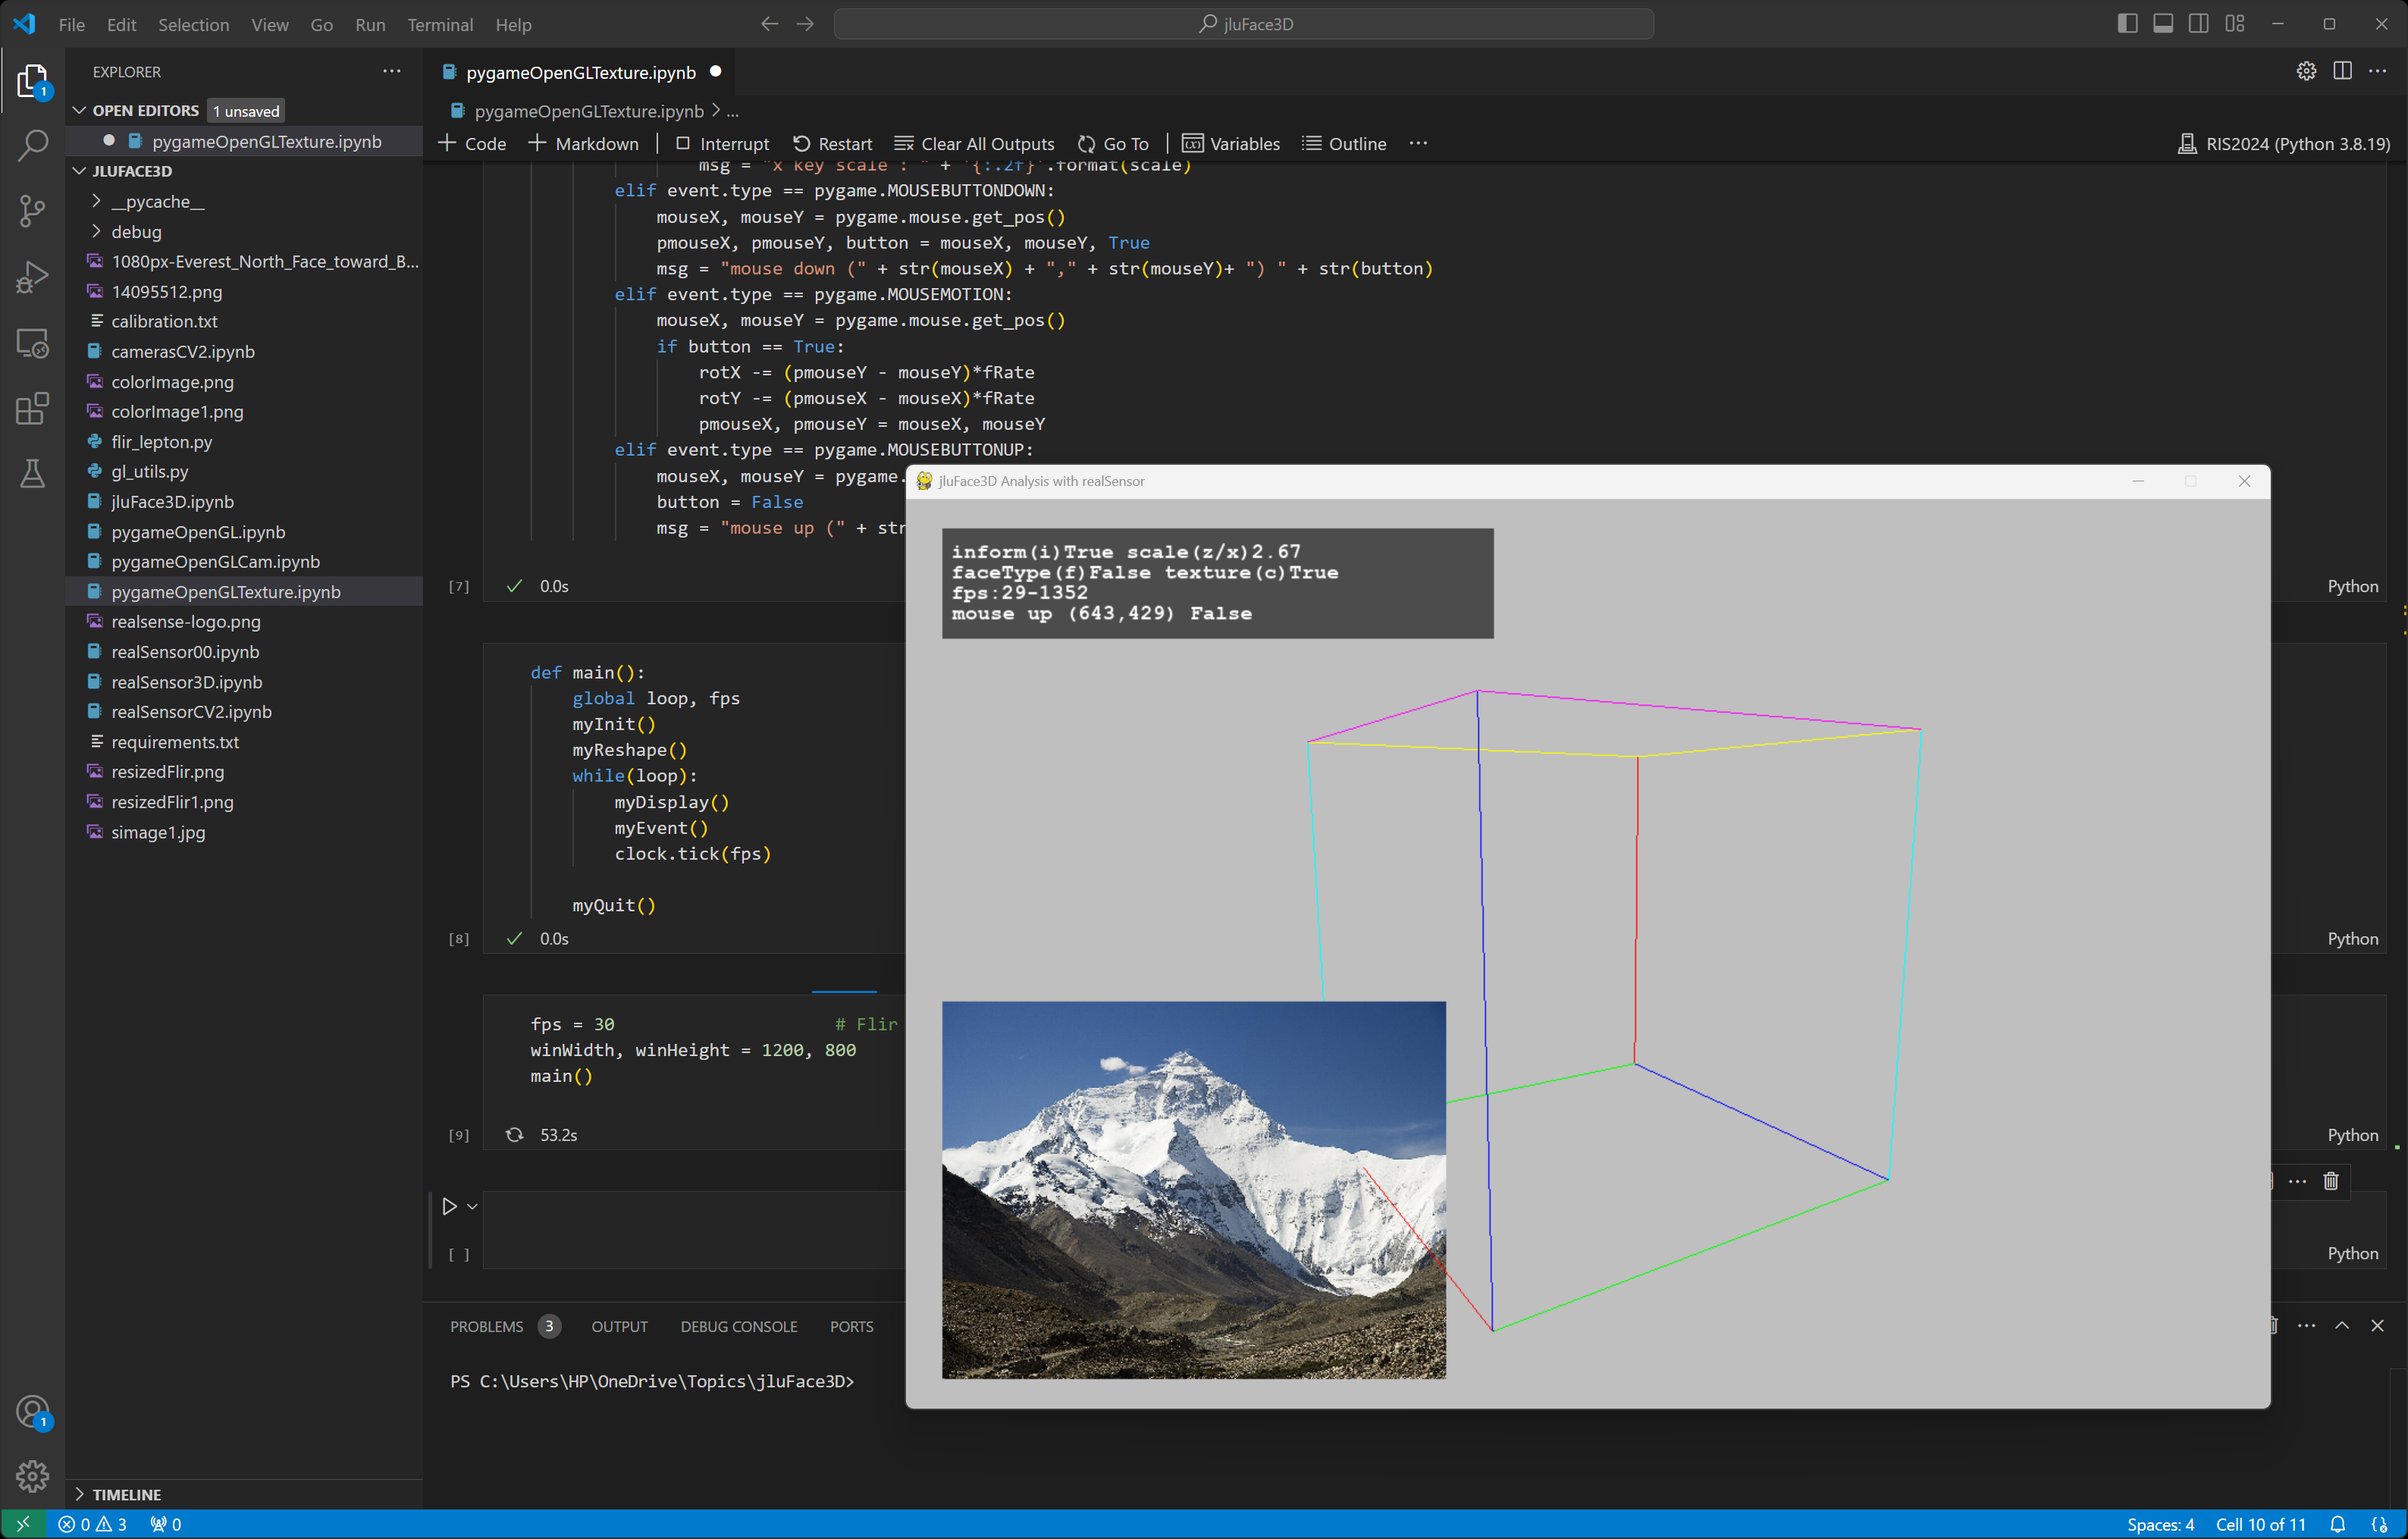 File Edit Selection View Go Run Terminal Help
jluFace3D
EXPLORER
OPEN EDITORS 1 unsaved
pygameOpenGLTexture.ipynb
JLUFACE3D
__pycache__
debug
1080px-Everest_North_Face_toward_B...
14095512.png
calibration.txt
camerasCV2.ipynb
colorImage.png
colorImage1.png
flir_lepton.py
gl_utils.py
jluFace3D.ipynb
pygameOpenGL.ipynb
pygameOpenGLCam.ipynb
pygameOpenGLTexture.ipynb
realsense-logo.png
realSensor00.ipynb
realSensor3D.ipynb
realSensorCV2.ipynb
requirements.txt
resizedFlir.png
resizedFlir1.png
simage1.jpg
TIMELINE
pygameOpenGLTexture.ipynb
pygameOpenGLTexture.ipynb > ...
Code Markdown Interrupt Restart Clear All Outputs Go To Variables Outline ...
RIS2024 (Python 3.8.19)
msg = "x key scale : " + "{:.2f}".format(scale)
elif event.type == pygame.MOUSEBUTTONDOWN:
mouseX, mouseY = pygame.mouse.get_pos()
pmouseX, pmouseY, button = mouseX, mouseY, True
msg = "mouse down (" + str(mouseX) + "," + str(mouseY)+ ") " + str(button)
elif event.type == pygame.MOUSEMOTION:
mouseX, mouseY = pygame.mouse.get_pos()
if button == True:
rotX -= (pmouseY - mouseY)*fRate
rotY -= (pmouseX - mouseX)*fRate
pmouseX, pmouseY = mouseX, mouseY
elif event.type == pygame.MOUSEBUTTONUP:
mouseX, mouseY = pygame.
button = False
msg = "mouse up (" + str
[7] 0.0s Python
def main():
global loop, fps
myInit()
myReshape()
while(loop):
myDisplay()
myEvent()
clock.tick(fps)
myQuit()
[8] 0.0s Python
fps = 30 # Flir
winWidth, winHeight = 1200, 800
main()
[9] 53.2s Python
[ ] Python
jluFace3D Analysis with realSensor
inform(i)True scale(z/x)2.67
faceType(f)False texture(c)True
fps:29-1352
mouse up (643,429) False
PROBLEMS 3 OUTPUT DEBUG CONSOLE PORTS
PS C:\Users\HP\OneDrive\Topics\jluFace3D>
1
1
0 3 0
Spaces: 4 Cell 10 of 11